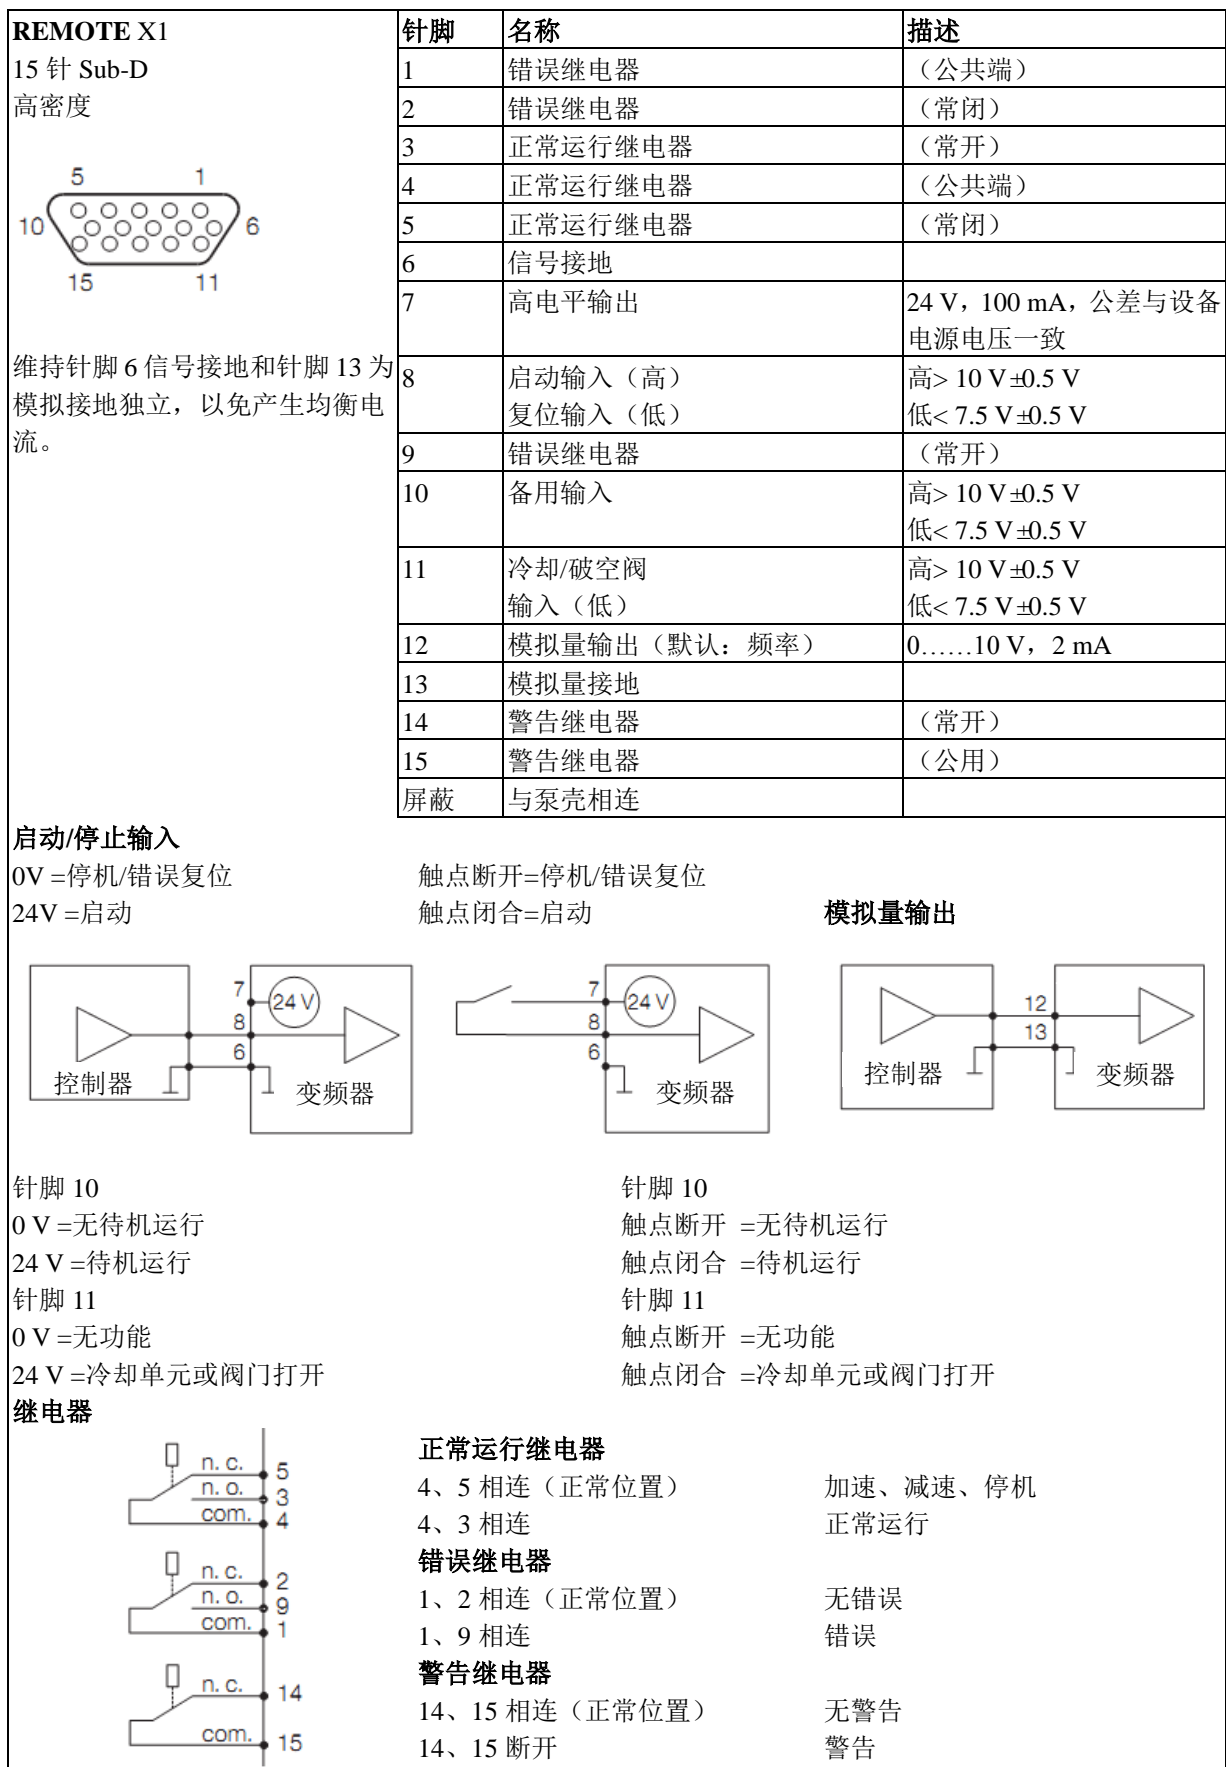 REMOTE X1
15 针 Sub-D
高密度
5 1
10 6
15 11
维持针脚 6 信号接地和针脚 13 为
模拟接地独立，以免产生均衡电
流。
针脚 名称 描述
1 错误继电器 （公共端）
2 错误继电器 （常闭）
3 正常运行继电器 （常开）
4 正常运行继电器 （公共端）
5 正常运行继电器 （常闭）
6 信号接地
7 高电平输出 24 V，100 mA，公差与设备
电源电压一致
8 启动输入（高） 高> 10 V±0.5 V
复位输入（低） 低< 7.5 V±0.5 V
9 错误继电器 （常开）
10 备用输入 高> 10 V±0.5 V
低< 7.5 V±0.5 V
11 冷却/破空阀 高> 10 V±0.5 V
输入（低） 低< 7.5 V±0.5 V
12 模拟量输出（默认：频率） 0……10 V，2 mA
13 模拟量接地
14 警告继电器 （常开）
15 警告继电器 （公用）
屏蔽 与泵壳相连
启动/停止输入
0V =停机/错误复位 触点断开=停机/错误复位
24V =启动 触点闭合=启动 模拟量输出
7 24 V
8
6
控制器 变频器
7 24 V
8
6
变频器
12
13
控制器 变频器
针脚 10 针脚 10
0 V =无待机运行 触点断开 =无待机运行
24 V =待机运行 触点闭合 =待机运行
针脚 11 针脚 11
0 V =无功能 触点断开 =无功能
24 V =冷却单元或阀门打开 触点闭合 =冷却单元或阀门打开
继电器
n. c. 5
n. o. 3
com. 4
n. c. 2
n. o. 9
com. 1
n. c. 14
com. 15
正常运行继电器
4、5 相连（正常位置） 加速、减速、停机
4、3 相连 正常运行
错误继电器
1、2 相连（正常位置） 无错误
1、9 相连 错误
警告继电器
14、15 相连（正常位置） 无警告
14、15 断开 警告